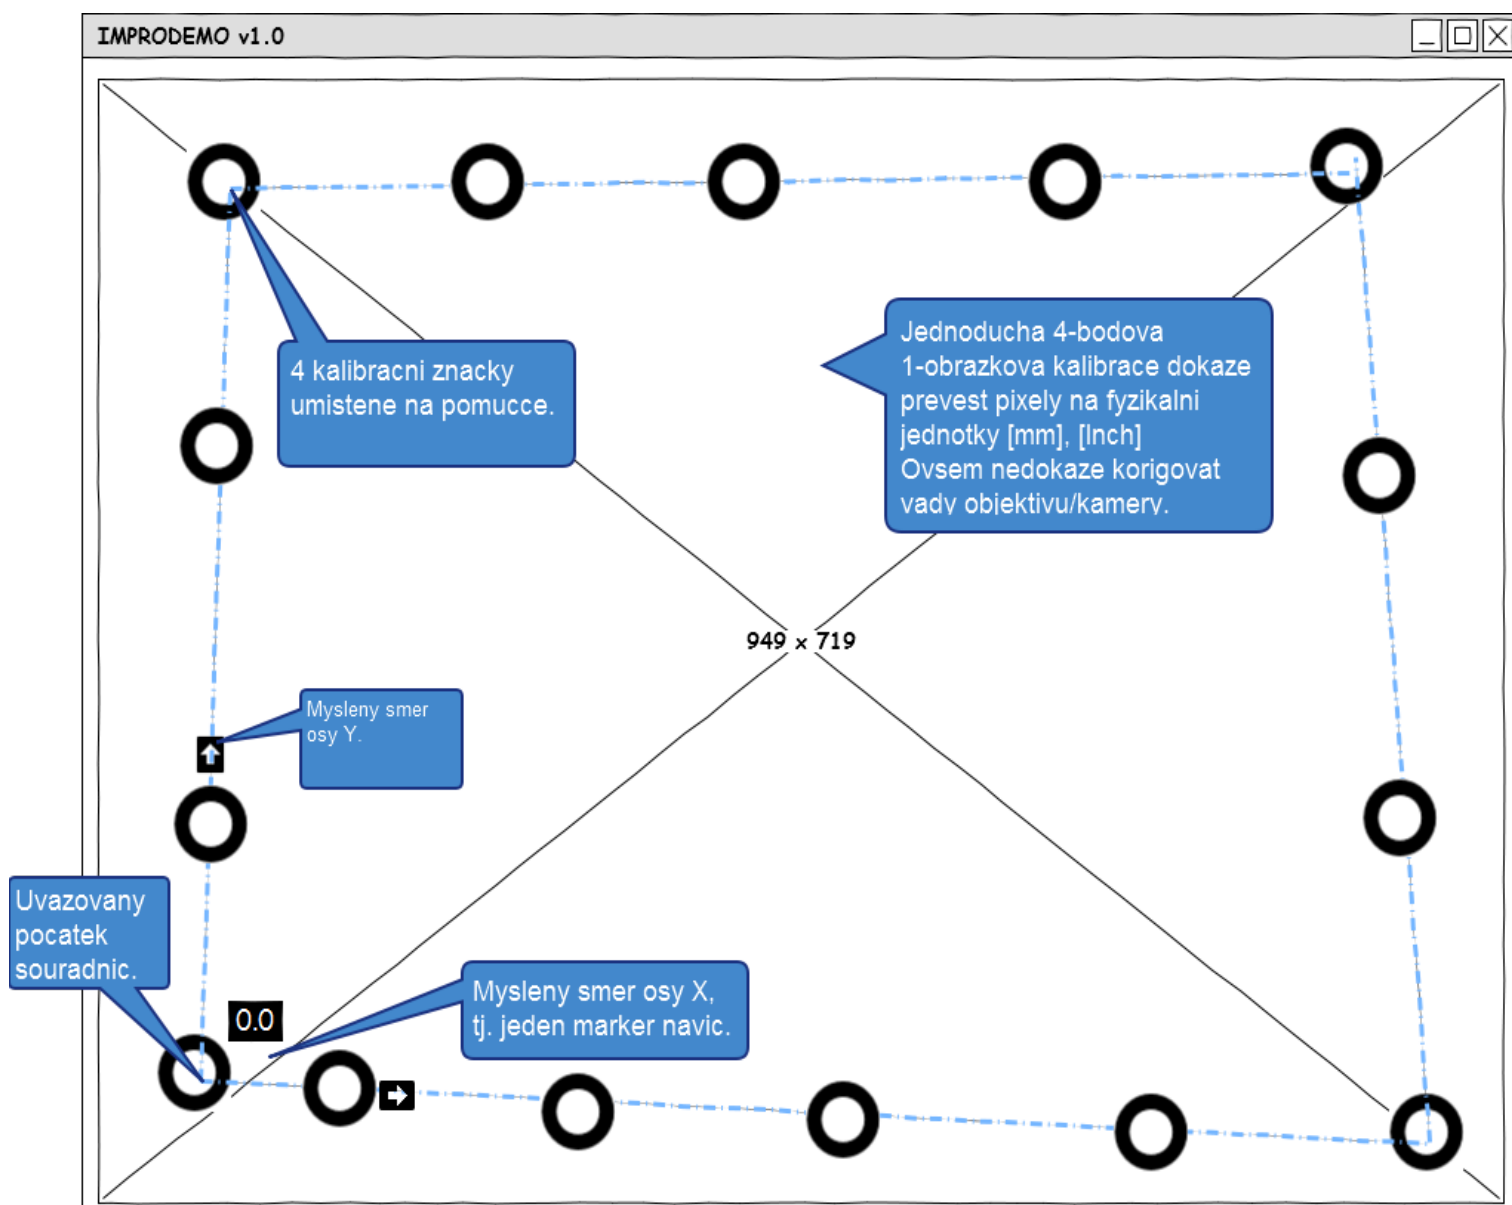 IMPRODEMO v1.0
4 kalibracni znacky
umistene na pomucce.
Jednoducha 4-bodova
1-obrazkova kalibrace dokaze
prevest pixely na fyzikalni
jednotky [mm], [Inch]
Ovsem nedokaze korigovat
vady objektivu/kamery.
949 x 719
Mysleny smer
osy Y.
Uvazovany
pocatek
souradnic.
0.0
Mysleny smer osy X,
tj. jeden marker navic.